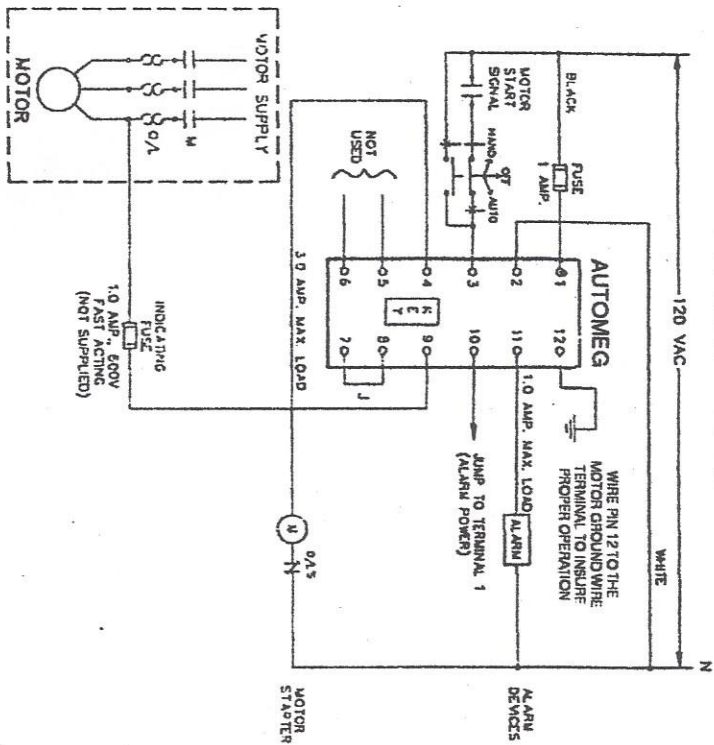 120 VAC
N
BLACK
WHITE
FUSE
1 AMP.
MOTOR
START
SIGNAL
HAND
OFF
AUTO
AUTOMEG
1
2
3
4
5
6
12
11
10
9
8
7
KEY
J
NOT
USED
WIRE PIN 12 TO THE
MOTOR GROUND WIRE
TERMINAL TO INSURE
PROPER OPERATION
1.0 AMP. MAX. LOAD
ALARM
ALARM
DEVICES
JUMP TO TERMINAL 1
(ALARM POWER)
3.0 AMP. MAX. LOAD
M
O/L'S
MOTOR
STARTER
MOTOR SUPPLY
M
O/L
MOTOR
INDICATING
FUSE
1.0 AMP., 600V
FAST ACTING
(NOT SUPPLIED)